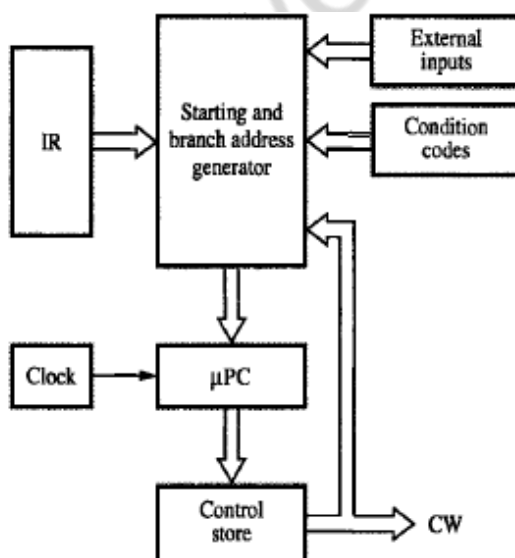 External
inputs
IR
Starting and
branch address
generator
Condition
codes
Clock
μPC
Control
store
CW